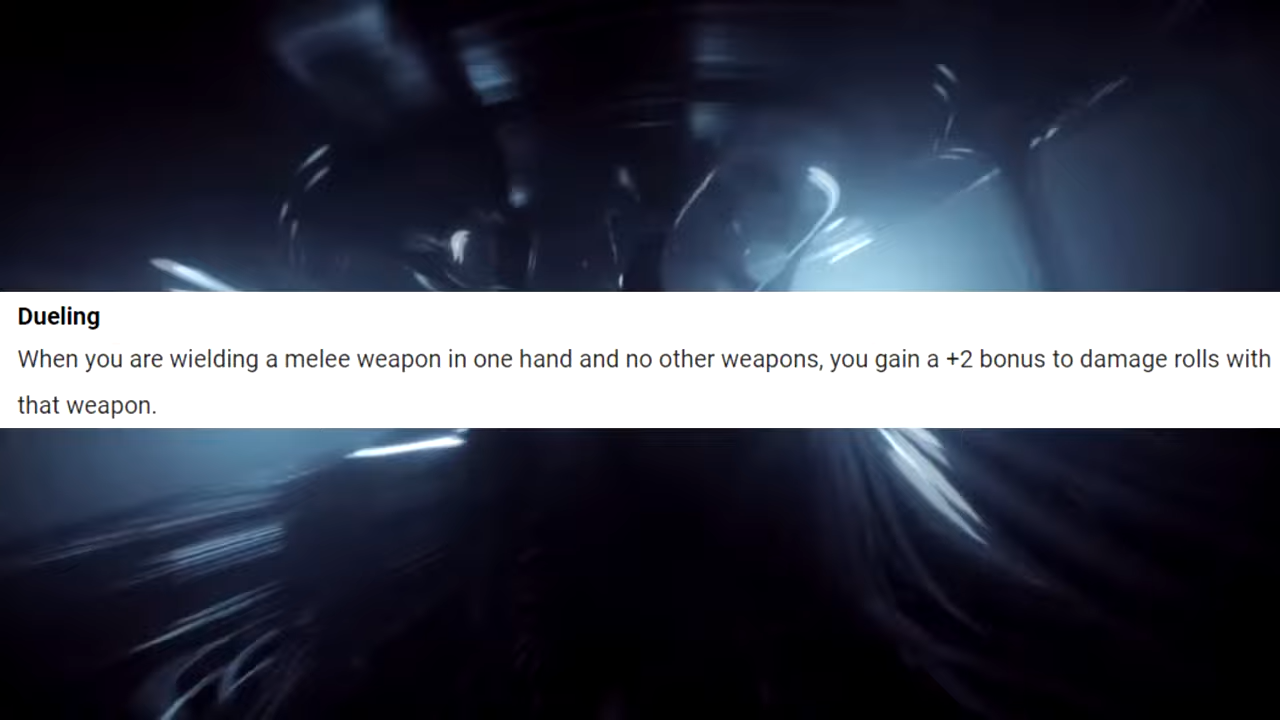 Dueling
When you are wielding a melee weapon in one hand and no other weapons, you gain a +2 bonus to damage rolls with
that weapon.